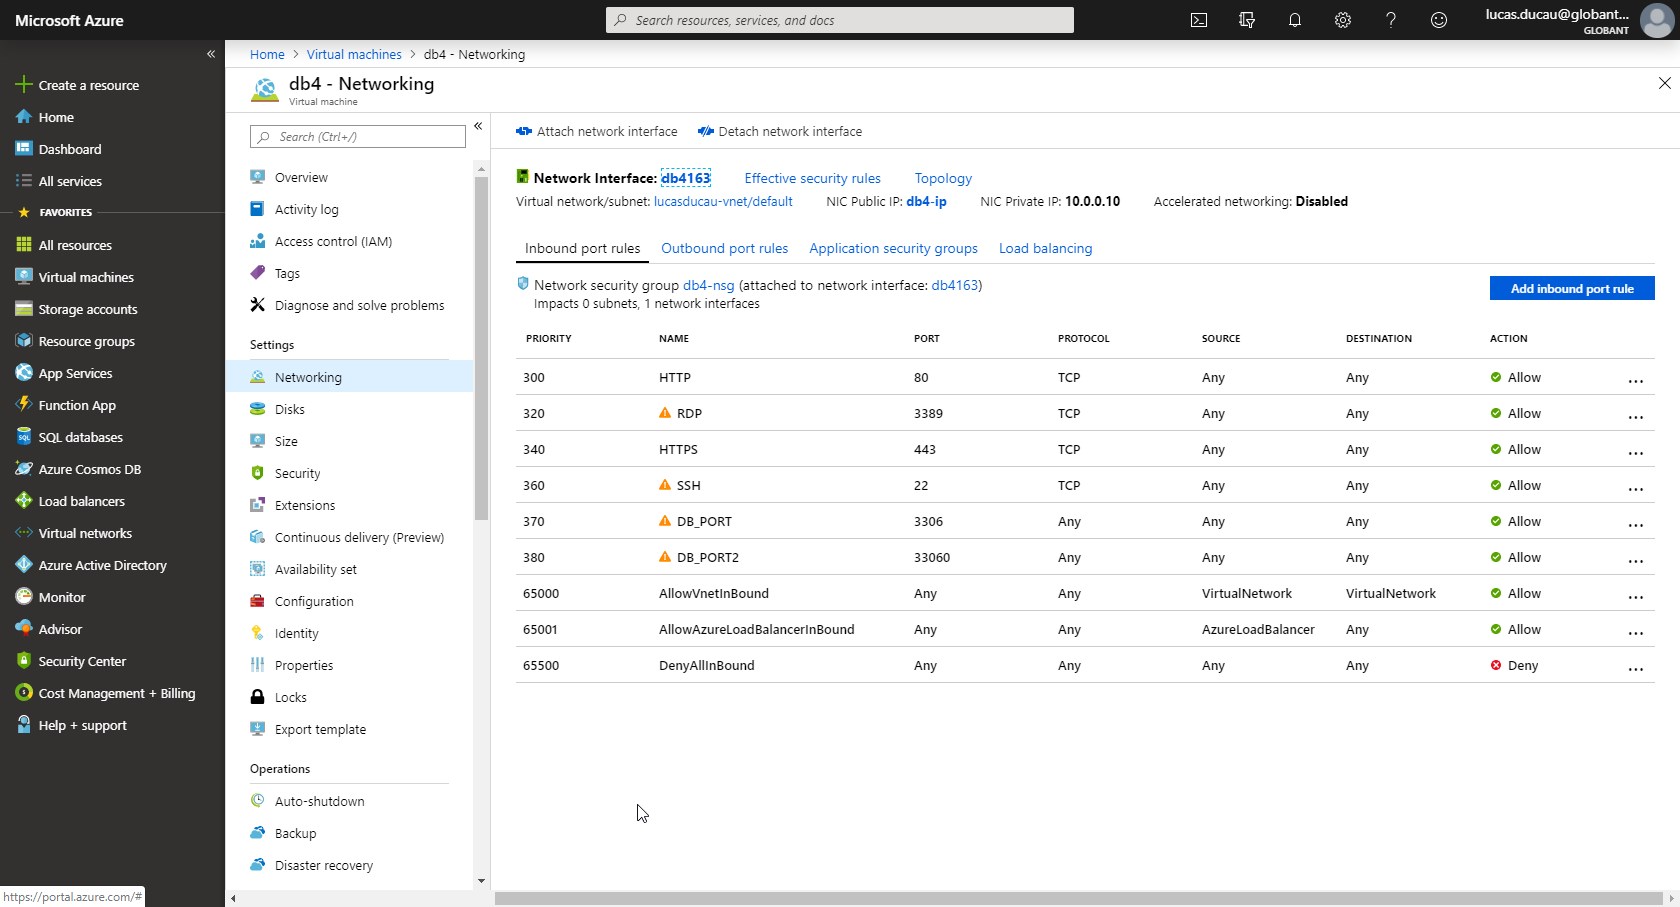 Microsoft Azure
Search resources, services, and docs
lucas.ducau@globant...
GLOBANT
Create a resource
Home
Dashboard
All services
FAVORITES
All resources
Virtual machines
Storage accounts
Resource groups
App Services
Function App
SQL databases
Azure Cosmos DB
Load balancers
Virtual networks
Azure Active Directory
Monitor
Advisor
Security Center
Cost Management + Billing
Help + support
https://portal.azure.com/#
Home > Virtual machines > db4 - Networking
db4 - Networking
Virtual machine
Search (Ctrl+/)
Overview
Activity log
Access control (IAM)
Tags
Diagnose and solve problems
Settings
Networking
Disks
Size
Security
Extensions
Continuous delivery (Preview)
Availability set
Configuration
Identity
Properties
Locks
Export template
Operations
Auto-shutdown
Backup
Disaster recovery
Attach network interface Detach network interface
Network Interface: db4163 Effective security rules Topology
Virtual network/subnet: lucasducau-vnet/default NIC Public IP: db4-ip NIC Private IP: 10.0.0.10 Accelerated networking: Disabled
Inbound port rules Outbound port rules Application security groups Load balancing
Network security group db4-nsg (attached to network interface: db4163)
Impacts 0 subnets, 1 network interfaces
Add inbound port rule
PRIORITY NAME PORT PROTOCOL SOURCE DESTINATION ACTION
300 HTTP 80 TCP Any Any Allow ...
320 RDP 3389 TCP Any Any Allow ...
340 HTTPS 443 TCP Any Any Allow ...
360 SSH 22 TCP Any Any Allow ...
370 DB_PORT 3306 Any Any Any Allow ...
380 DB_PORT2 33060 Any Any Any Allow ...
65000 AllowVnetInBound Any Any VirtualNetwork VirtualNetwork Allow ...
65001 AllowAzureLoadBalancerInBound Any Any AzureLoadBalancer Any Allow ...
65500 DenyAllInBound Any Any Any Any Deny ...